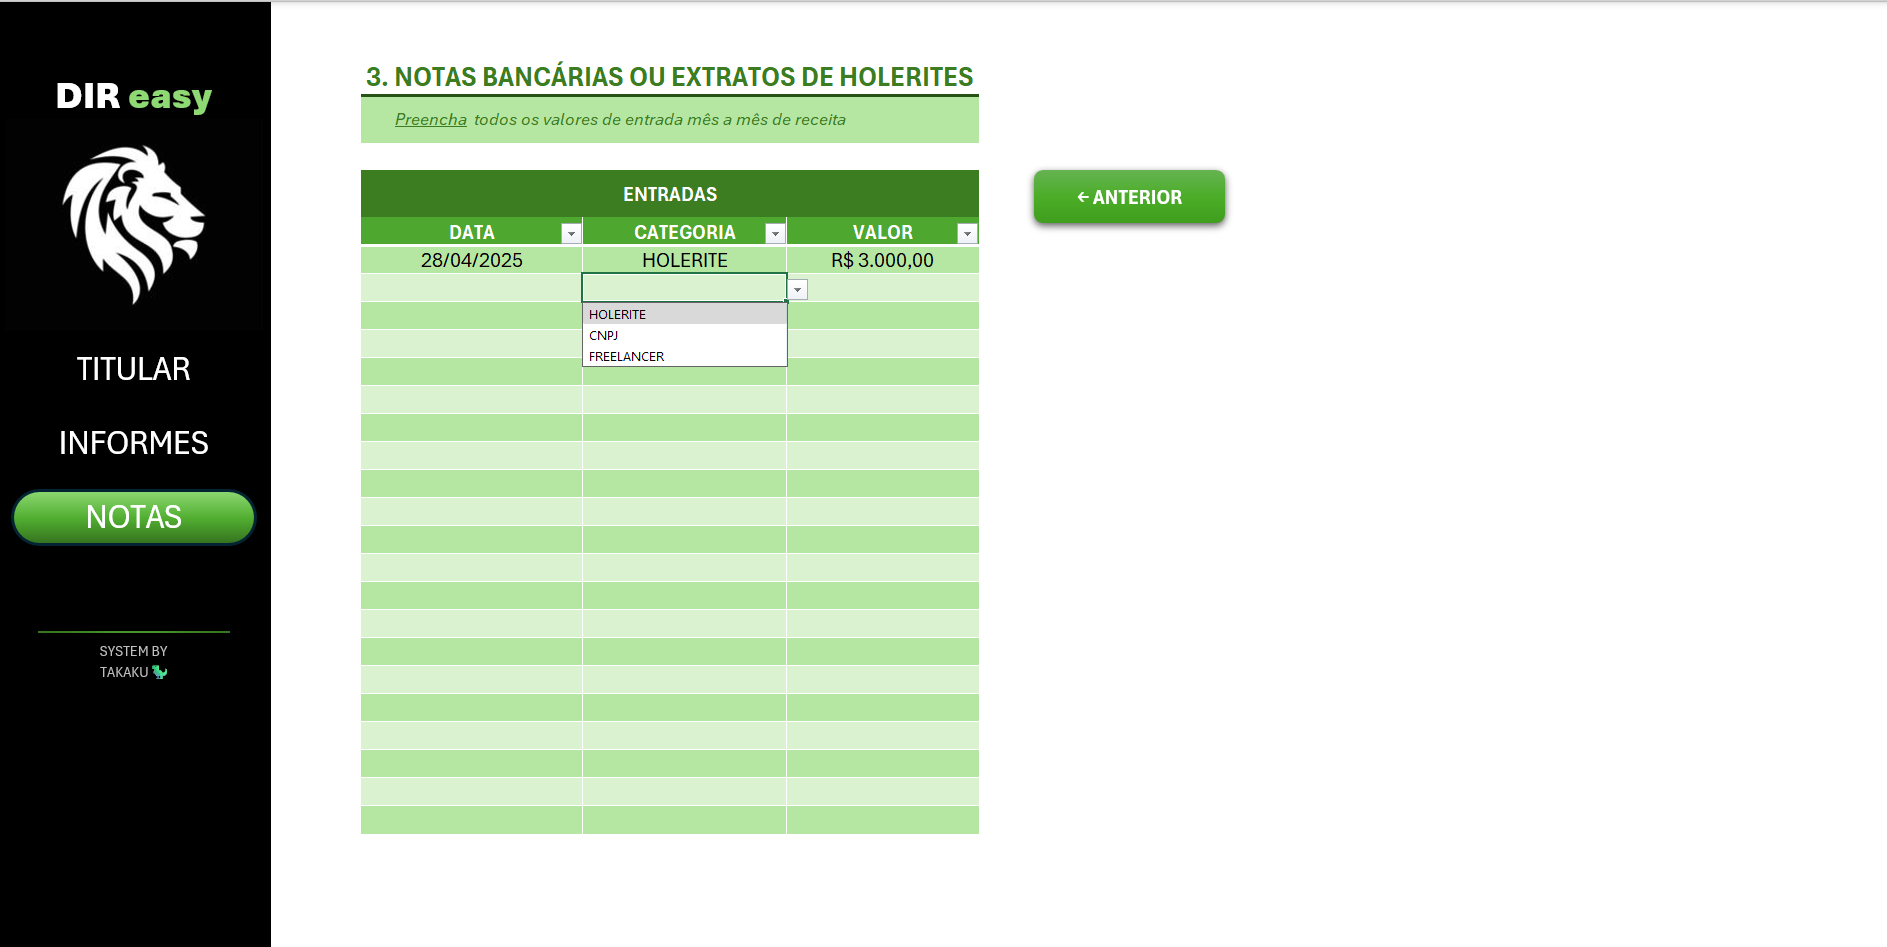 DIR easy
TITULAR
INFORMES
NOTAS
SYSTEM BY
TAKAKU
3. NOTAS BANCÁRIAS OU EXTRATOS DE HOLERITES
Preencha todos os valores de entrada mês a mês de receita
ENTRADAS
DATA CATEGORIA VALOR
28/04/2025 HOLERITE R$ 3.000,00
HOLERITE
CNPJ
FREELANCER
← ANTERIOR